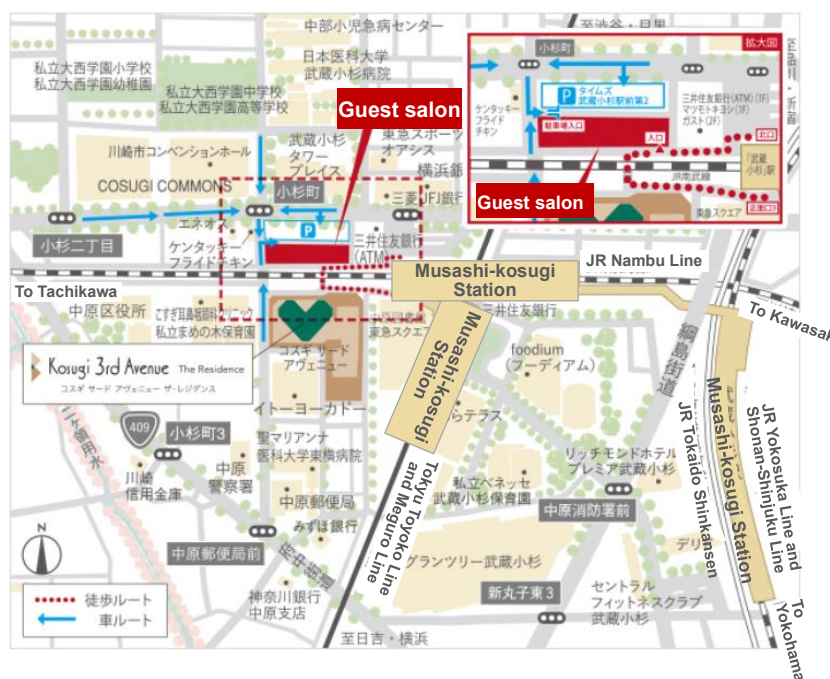 中部小児急病センター
至渋谷・目黒
日本医科大学
武蔵小杉病院
私立大西学園小学校
私立大西学園幼稚園
私立大西学園中学校
私立大西学園高等学校
Guest salon
川崎市コンベンションホール
COSUGI COMMONS
武蔵小杉
タワー
プレイス
東急スポーツ
オアシス
横浜銀
三菱UFJ銀行
小杉町
小杉二丁目
エネオス
ケンタッキー
フライドチキン
P
三井住友銀行
(ATM)
拡大図
小杉町
P タイムズ
武蔵小杉駅前第2
ケンタッキー
フライド
チキン
駐車場入口
入口
三井住友銀行(ATM)(1F)
マツモトキヨシ(1F)
ガスト(2F)
北口
JR南武線
「武蔵
小杉」駅
Guest salon
東急スクエア
正面口1
至品川・新宿
To Tachikawa
Musashi-kosugi
Station
JR Nambu Line
To Kawasak
中原区役所
こすぎ耳鼻咽喉科クリニック
私立まめの木保育園
中原図書館
東急スクエア
三井住友銀行
コスギ サード
アヴェニュー
Kosugi 3rd Avenue The Residence
コスギ サード アヴェニュー ザ・レジデンス
Musashi-kosugi
Station
foodium
(フーディアム)
綱島街道
イトーヨーカドー
らテラス
二ヶ領用水
409
小杉町3
川崎
信用金庫
中原
警察署
聖マリアンナ
医科大学東横病院
中原郵便局
みずほ銀行
中原郵便局前
府中街道
神奈川銀行
中原支店
Tokyu Toyoko Line
and Meguro Line
私立ベネッセ
武蔵小杉保育園
リッチモンドホテル
プレミア武蔵小杉
中原消防署前
グランツリー武蔵小杉
新丸子東3
デリ
セントラル
フィットネスクラブ
武蔵小杉
JR Tokaido Shinkansen
Musashi-kosugi Station
JR Yokosuka Line and
Shonan-Shinjuku Line
To
Yokohama
至日吉・横浜
N
徒歩ルート
車ルート